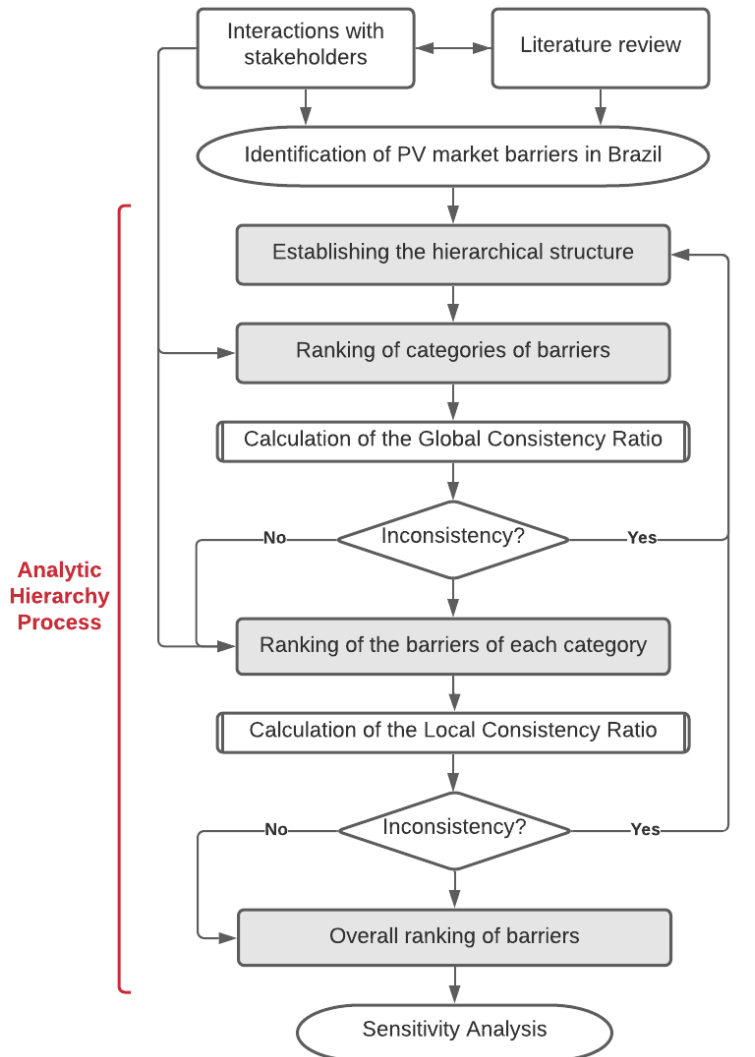 Interactions with
stakeholders
Literature review
Identification of PV market barriers in Brazil
Establishing the hierarchical structure
Ranking of categories of barriers
Calculation of the Global Consistency Ratio
No
Inconsistency?
Yes
Analytic
Hierarchy
Process
Ranking of the barriers of each category
Calculation of the Local Consistency Ratio
No
Inconsistency?
Yes
Overall ranking of barriers
Sensitivity Analysis